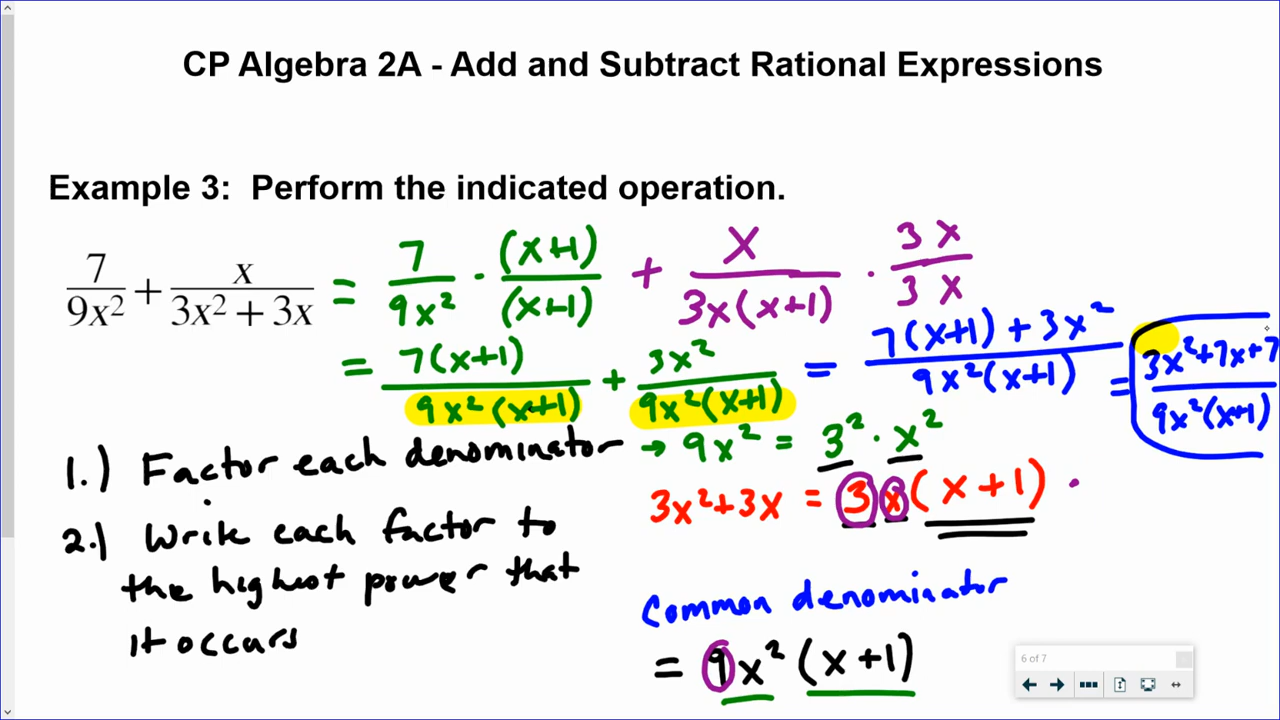 CP Algebra 2A - Add and Subtract Rational Expressions
Example 3: Perform the indicated operation.
7/9x² + x/(3x² + 3x) = 7/9x² · (x+1)/(x+1) + x/3x(x+1) · 3x/3x
= 7(x+1)/9x²(x+1) + 3x²/9x²(x+1) = (7(x+1) + 3x²)/9x²(x+1) = (3x²+7x+7)/9x²(x+1)
1.) Factor each denominator
→ 9x² = 3² · x²
3x²+3x = 3x(x+1) ·
2.) Write each factor to
the highest power that
it occurs
Common denominator
= 9x² (x+1)
6 of 7